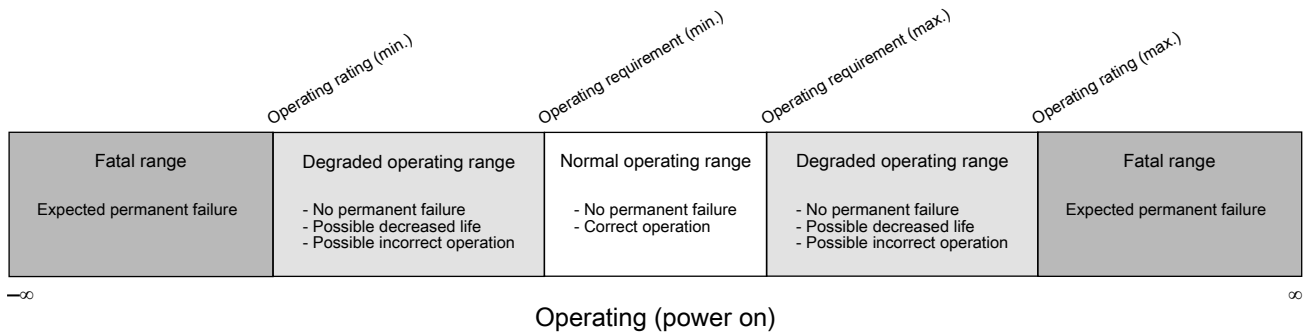 Operating rating (min.)
Operating requirement (min.)
Operating requirement (max.)
Operating rating (max.)
Fatal range
Expected permanent failure
Degraded operating range
- No permanent failure
- Possible decreased life
- Possible incorrect operation
Normal operating range
- No permanent failure
- Correct operation
Degraded operating range
- No permanent failure
- Possible decreased life
- Possible incorrect operation
Fatal range
Expected permanent failure
–∞
∞
Operating (power on)